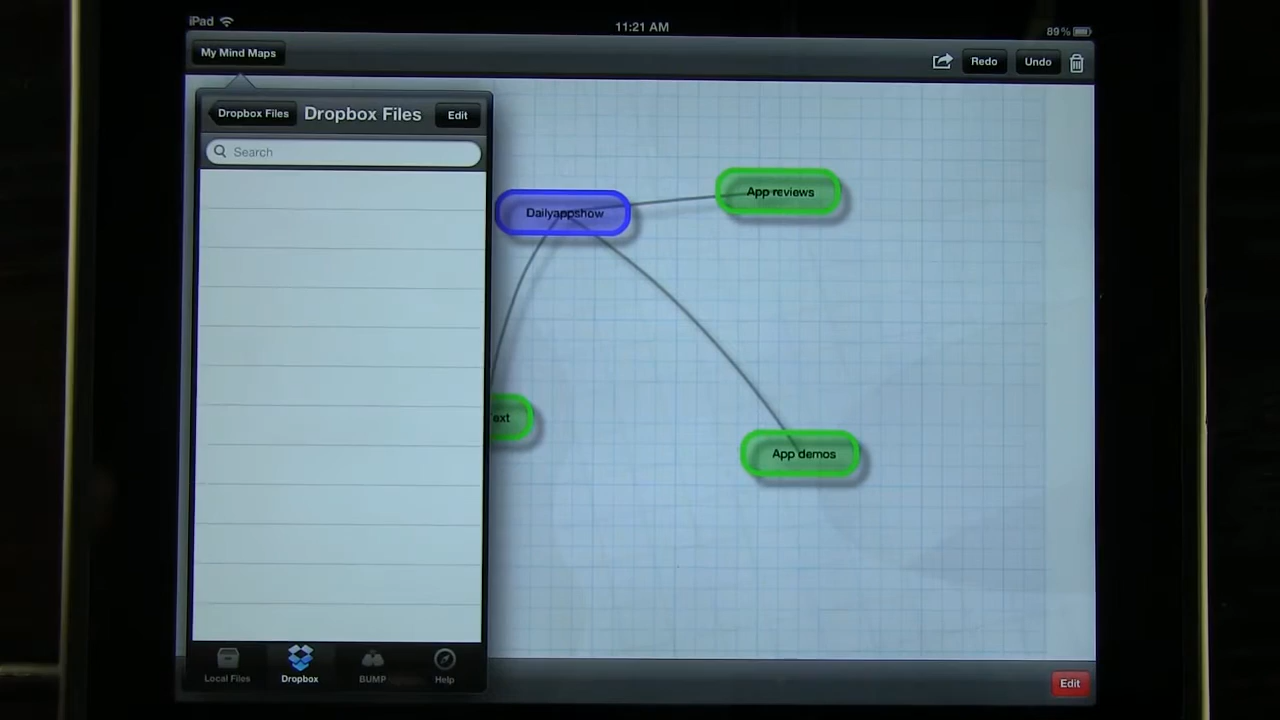 iPad
11:21 AM
89%
My Mind Maps
Redo
Undo
Dropbox Files
Dropbox Files
Edit
Search
Dailyappshow
App reviews
ext
App demos
Local Files
Dropbox
BUMP
Help
Edit